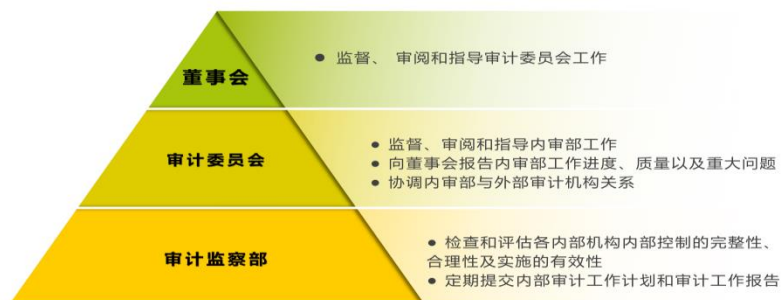 董事会
● 监督、 审阅和指导审计委员会工作
审计委员会
● 监督、审阅和指导内审部工作
● 向董事会报告内审部工作进度、质量以及重大问题
● 协调内审部与外部审计机构关系
审计监察部
● 检查和评估各内部机构内部控制的完整性、
合理性及实施的有效性
● 定期提交内部审计工作计划和审计工作报告